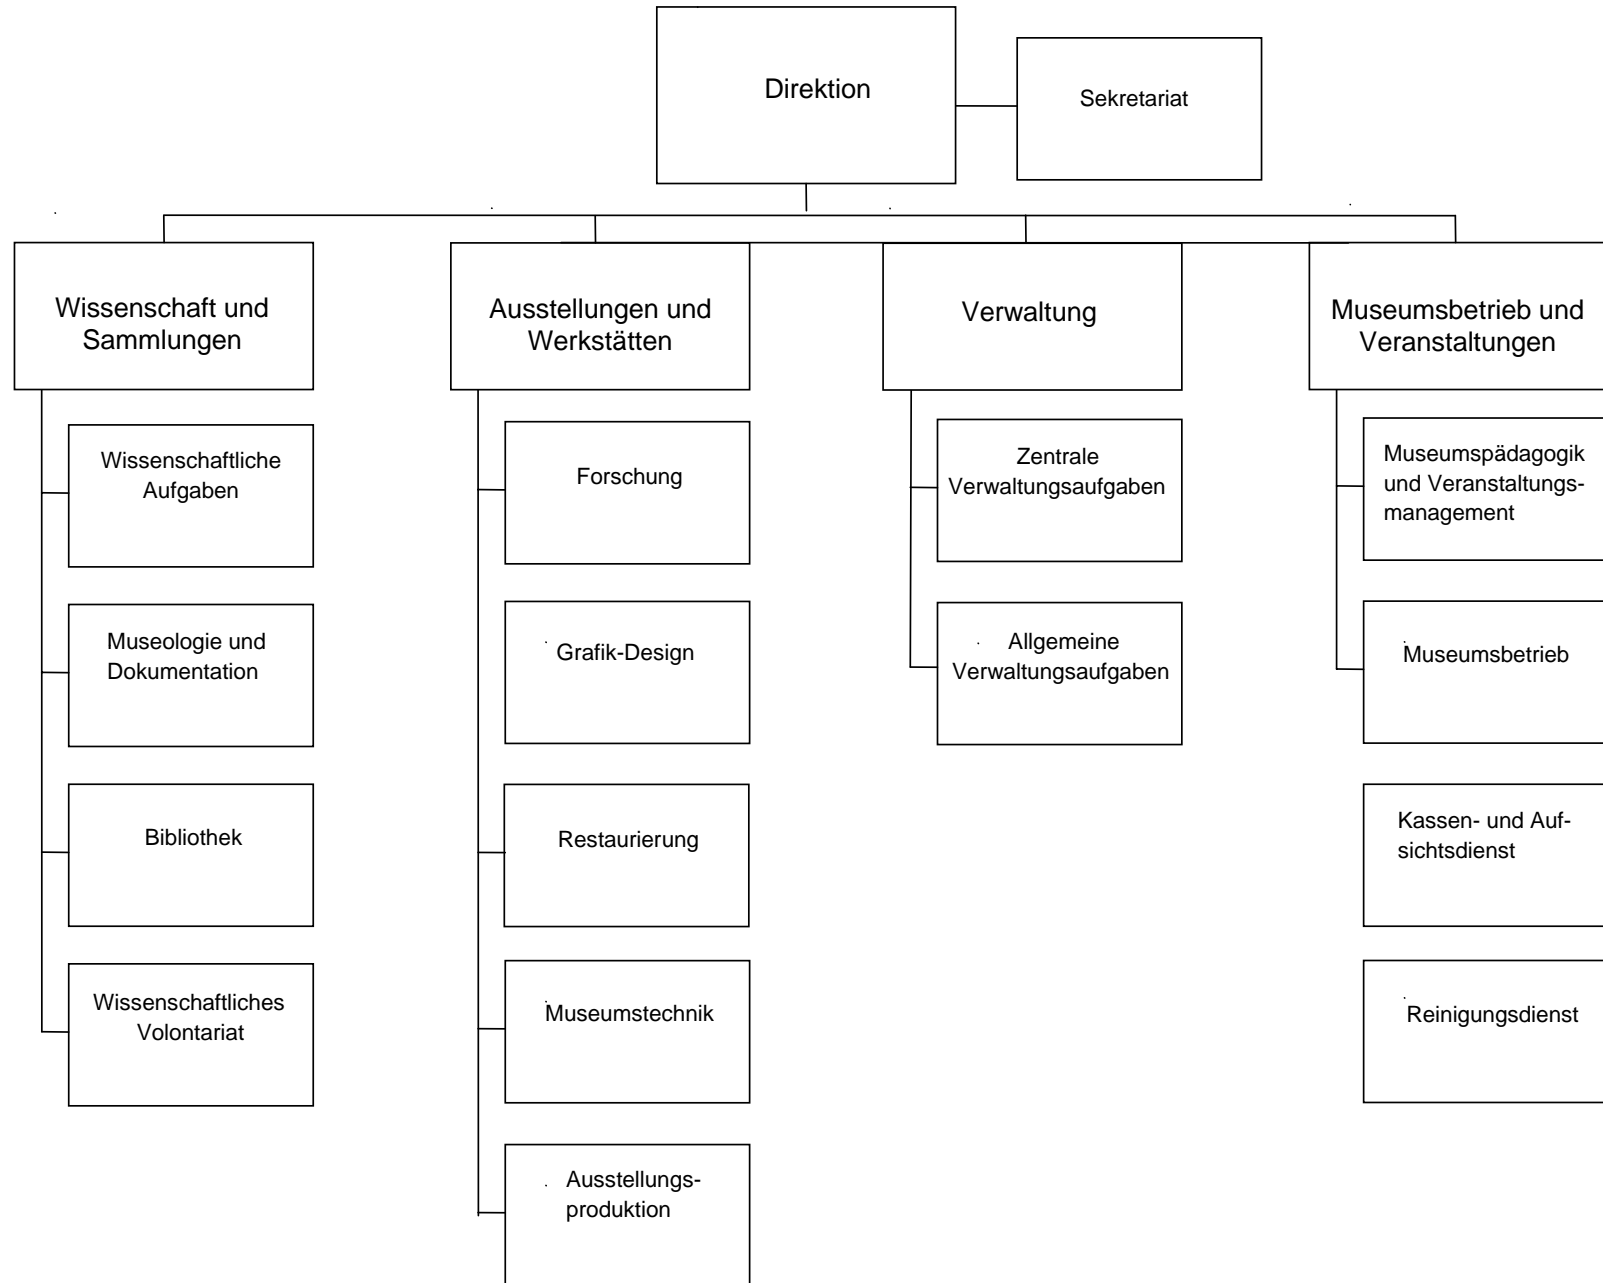 Direktion
Sekretariat
Wissenschaft und
Sammlungen
Ausstellungen und
Werkstätten
Verwaltung
Museumsbetrieb und
Veranstaltungen
Wissenschaftliche
Aufgaben
Museologie und
Dokumentation
Bibliothek
Wissenschaftliches
Volontariat
Forschung
Grafik-Design
Restaurierung
Museumstechnik
Ausstellungs-
produktion
Zentrale
Verwaltungsaufgaben
Allgemeine
Verwaltungsaufgaben
Museumspädagogik
und Veranstaltungs-
management
Museumsbetrieb
Kassen- und Auf-
sichtsdienst
Reinigungsdienst